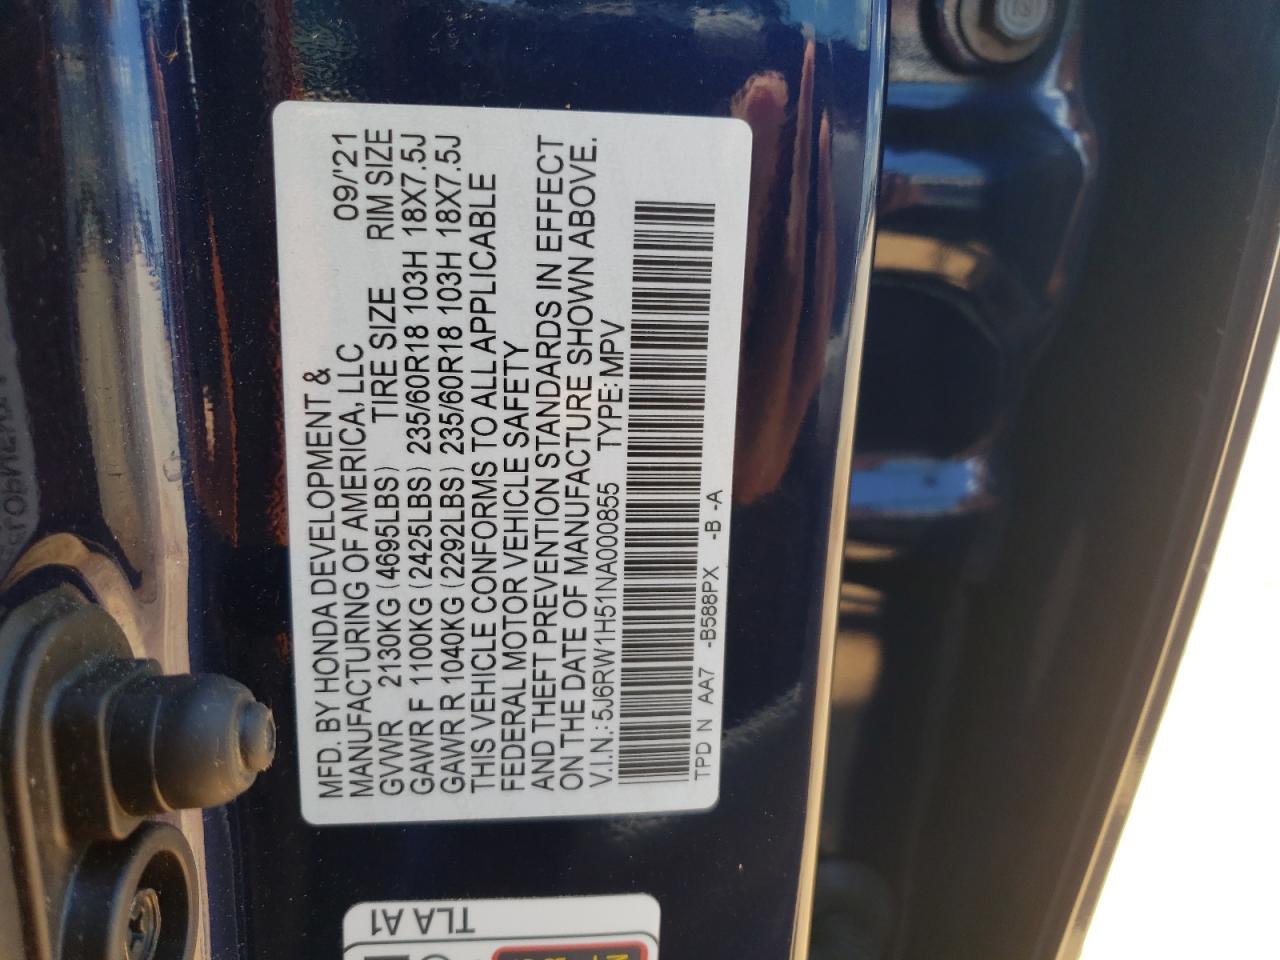 MFD. BY HONDA DEVELOPMENT &
MANUFACTURING OF AMERICA, LLC 09/'21
GVWR 2130KG (4695LBS) TIRE SIZE RIM SIZE
GAWR F 1100KG (2425LBS) 235/60R18 103H 18X7.5J
GAWR R 1040KG (2292LBS) 235/60R18 103H 18X7.5J
THIS VEHICLE CONFORMS TO ALL APPLICABLE
FEDERAL MOTOR VEHICLE SAFETY
AND THEFT PREVENTION STANDARDS IN EFFECT
ON THE DATE OF MANUFACTURE SHOWN ABOVE.
V.I.N.: 5J6RW1H51NA000855 TYPE: MPV
TPD N AA7 -B588PX -B -A
TLA A1